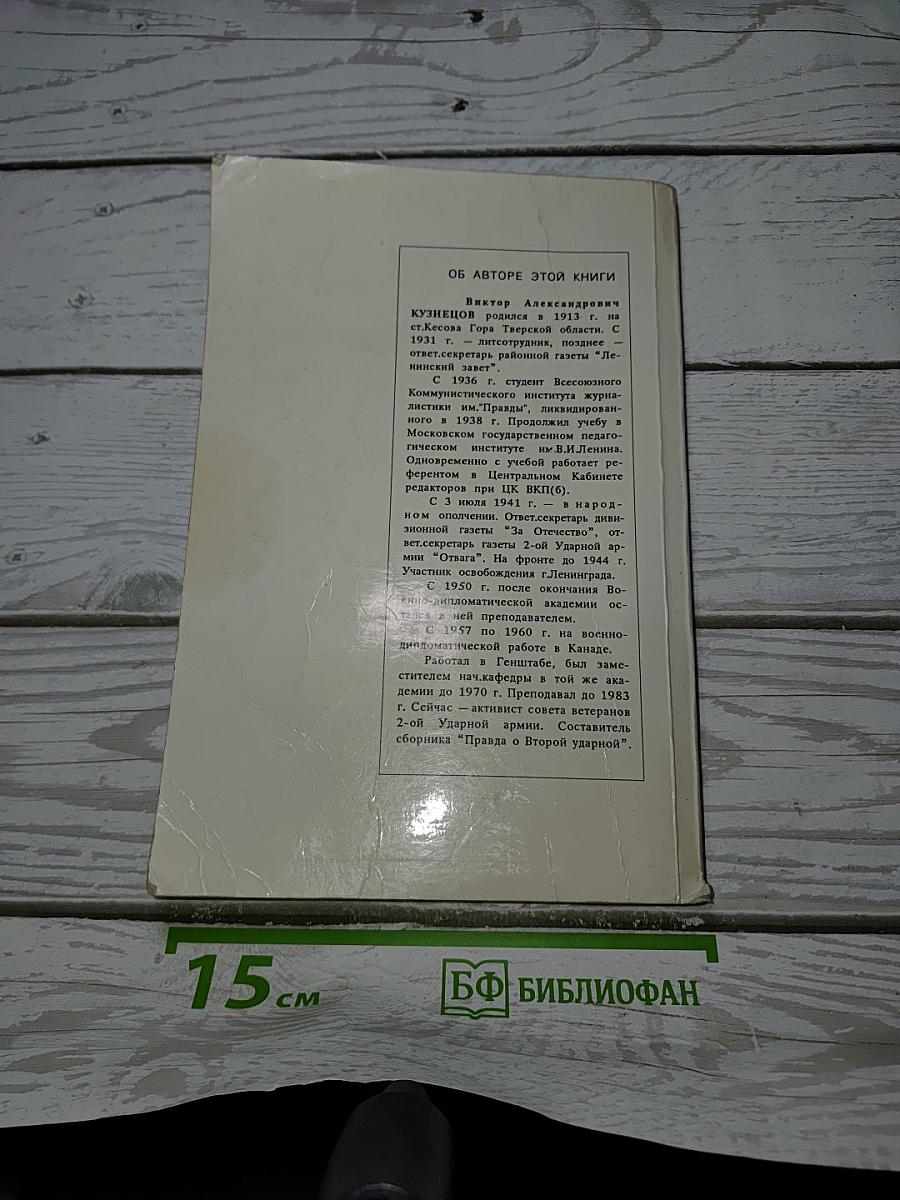 ОБ АВТОРЕ ЭТОЙ КНИГИ
Виктор Александрович
КУЗНЕЦОВ родился в 1913 г. на
ст.Кесова Гора Тверской области. С
1931 г. — литсотрудник, позднее —
ответ.секретарь районной газеты "Ле-
нинский завет".
С 1936 г. студент Всесоюзного
Коммунистического института журна-
листики им."Правды", ликвидирован-
ного в 1938 г. Продолжил учебу в
Московском государственном педаго-
гическом институте им.В.И.Ленина.
Одновременно с учебой работает ре-
ферентом в Центральном Кабинете
редакторов при ЦК ВКП(б).
С 3 июля 1941 г. — в народ-
ном ополчении. Ответ.секретарь диви-
зионной газеты "За Отечество", от-
вет.секретарь газеты 2-ой Ударной ар-
мии "Отвага". На фронте до 1944 г.
Участник освобождения г.Ленинграда.
С 1950 г. после окончания Во-
енно-дипломатической академии ос-
тался в ней преподавателем.
С 1957 по 1960 г. на военно-
дипломатической работе в Канаде.
Работал в Генштабе, был заме-
стителем нач.кафедры в той же ака-
демии до 1970 г. Преподавал до 1983
г. Сейчас — активист совета ветеранов
2-ой Ударной армии. Составитель
сборника "Правда о Второй ударной".
15 см
БФ БИБЛИОФАН